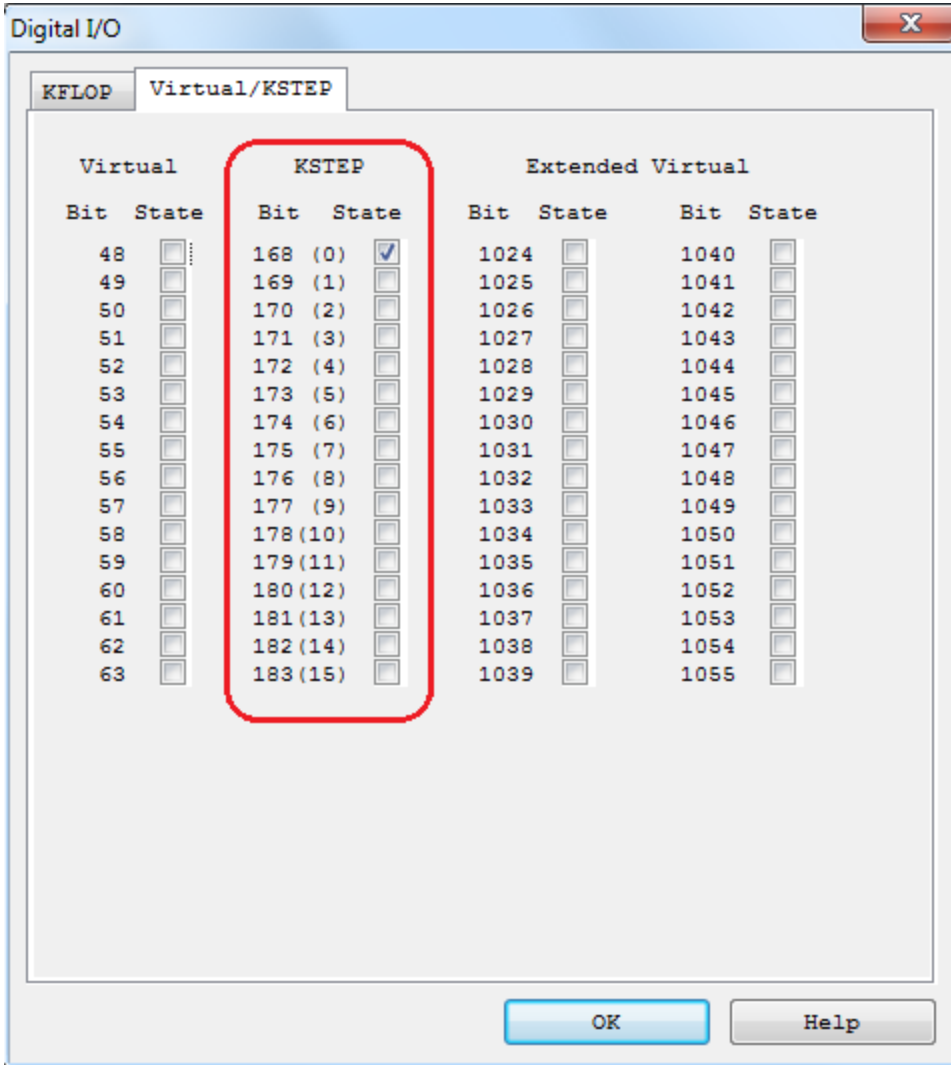 Digital I/O
KFLOP Virtual/KSTEP
Virtual KSTEP Extended Virtual
Bit State Bit State Bit State Bit State
48 168 (0) 1024 1040
49 169 (1) 1025 1041
50 170 (2) 1026 1042
51 171 (3) 1027 1043
52 172 (4) 1028 1044
53 173 (5) 1029 1045
54 174 (6) 1030 1046
55 175 (7) 1031 1047
56 176 (8) 1032 1048
57 177 (9) 1033 1049
58 178(10) 1034 1050
59 179(11) 1035 1051
60 180(12) 1036 1052
61 181(13) 1037 1053
62 182(14) 1038 1054
63 183(15) 1039 1055
OK Help